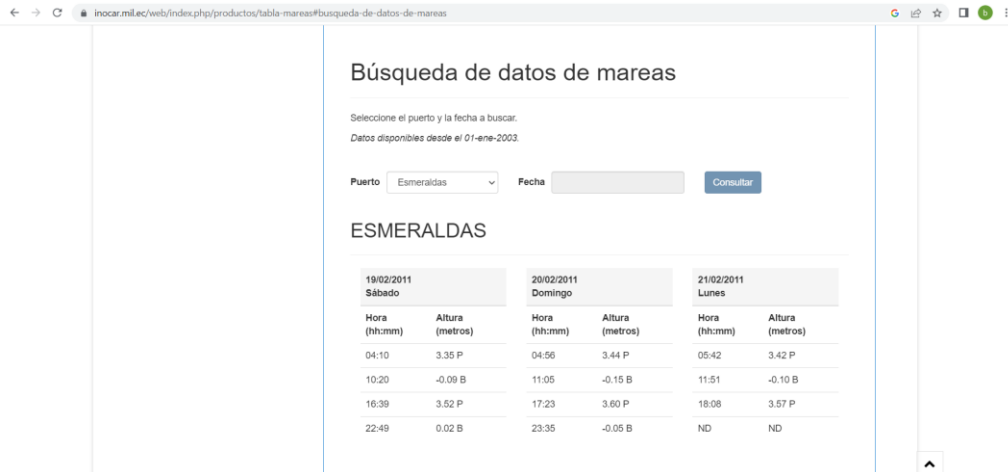 inocar.mil.ec/web/index.php/productos/tabla-mareas#busqueda-de-datos-de-mareas
G
b
Búsqueda de datos de mareas
Seleccione el puerto y la fecha a buscar.
Datos disponibles desde el 01-ene-2003.
Puerto Esmeraldas Fecha Consultar
ESMERALDAS
19/02/2011 20/02/2011 21/02/2011
Sábado Domingo Lunes
Hora Altura Hora Altura Hora Altura
(hh:mm) (metros) (hh:mm) (metros) (hh:mm) (metros)
04:10 3.35 P 04:56 3.44 P 05:42 3.42 P
10:20 -0.09 B 11:05 -0.15 B 11:51 -0.10 B
16:39 3.52 P 17:23 3.60 P 18:08 3.57 P
22:49 0.02 B 23:35 -0.05 B ND ND